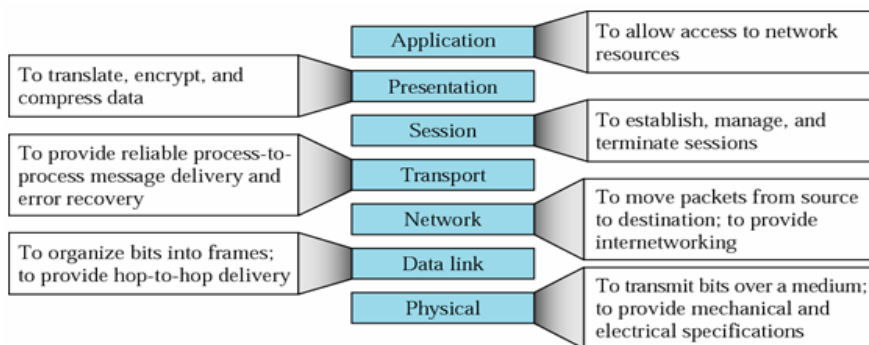 Application
To allow access to network
resources
To translate, encrypt, and
compress data
Presentation
Session
To establish, manage, and
terminate sessions
To provide reliable process-to-
process message delivery and
error recovery
Transport
Network
To move packets from source
to destination; to provide
internetworking
To organize bits into frames;
to provide hop-to-hop delivery
Data link
Physical
To transmit bits over a medium;
to provide mechanical and
electrical specifications